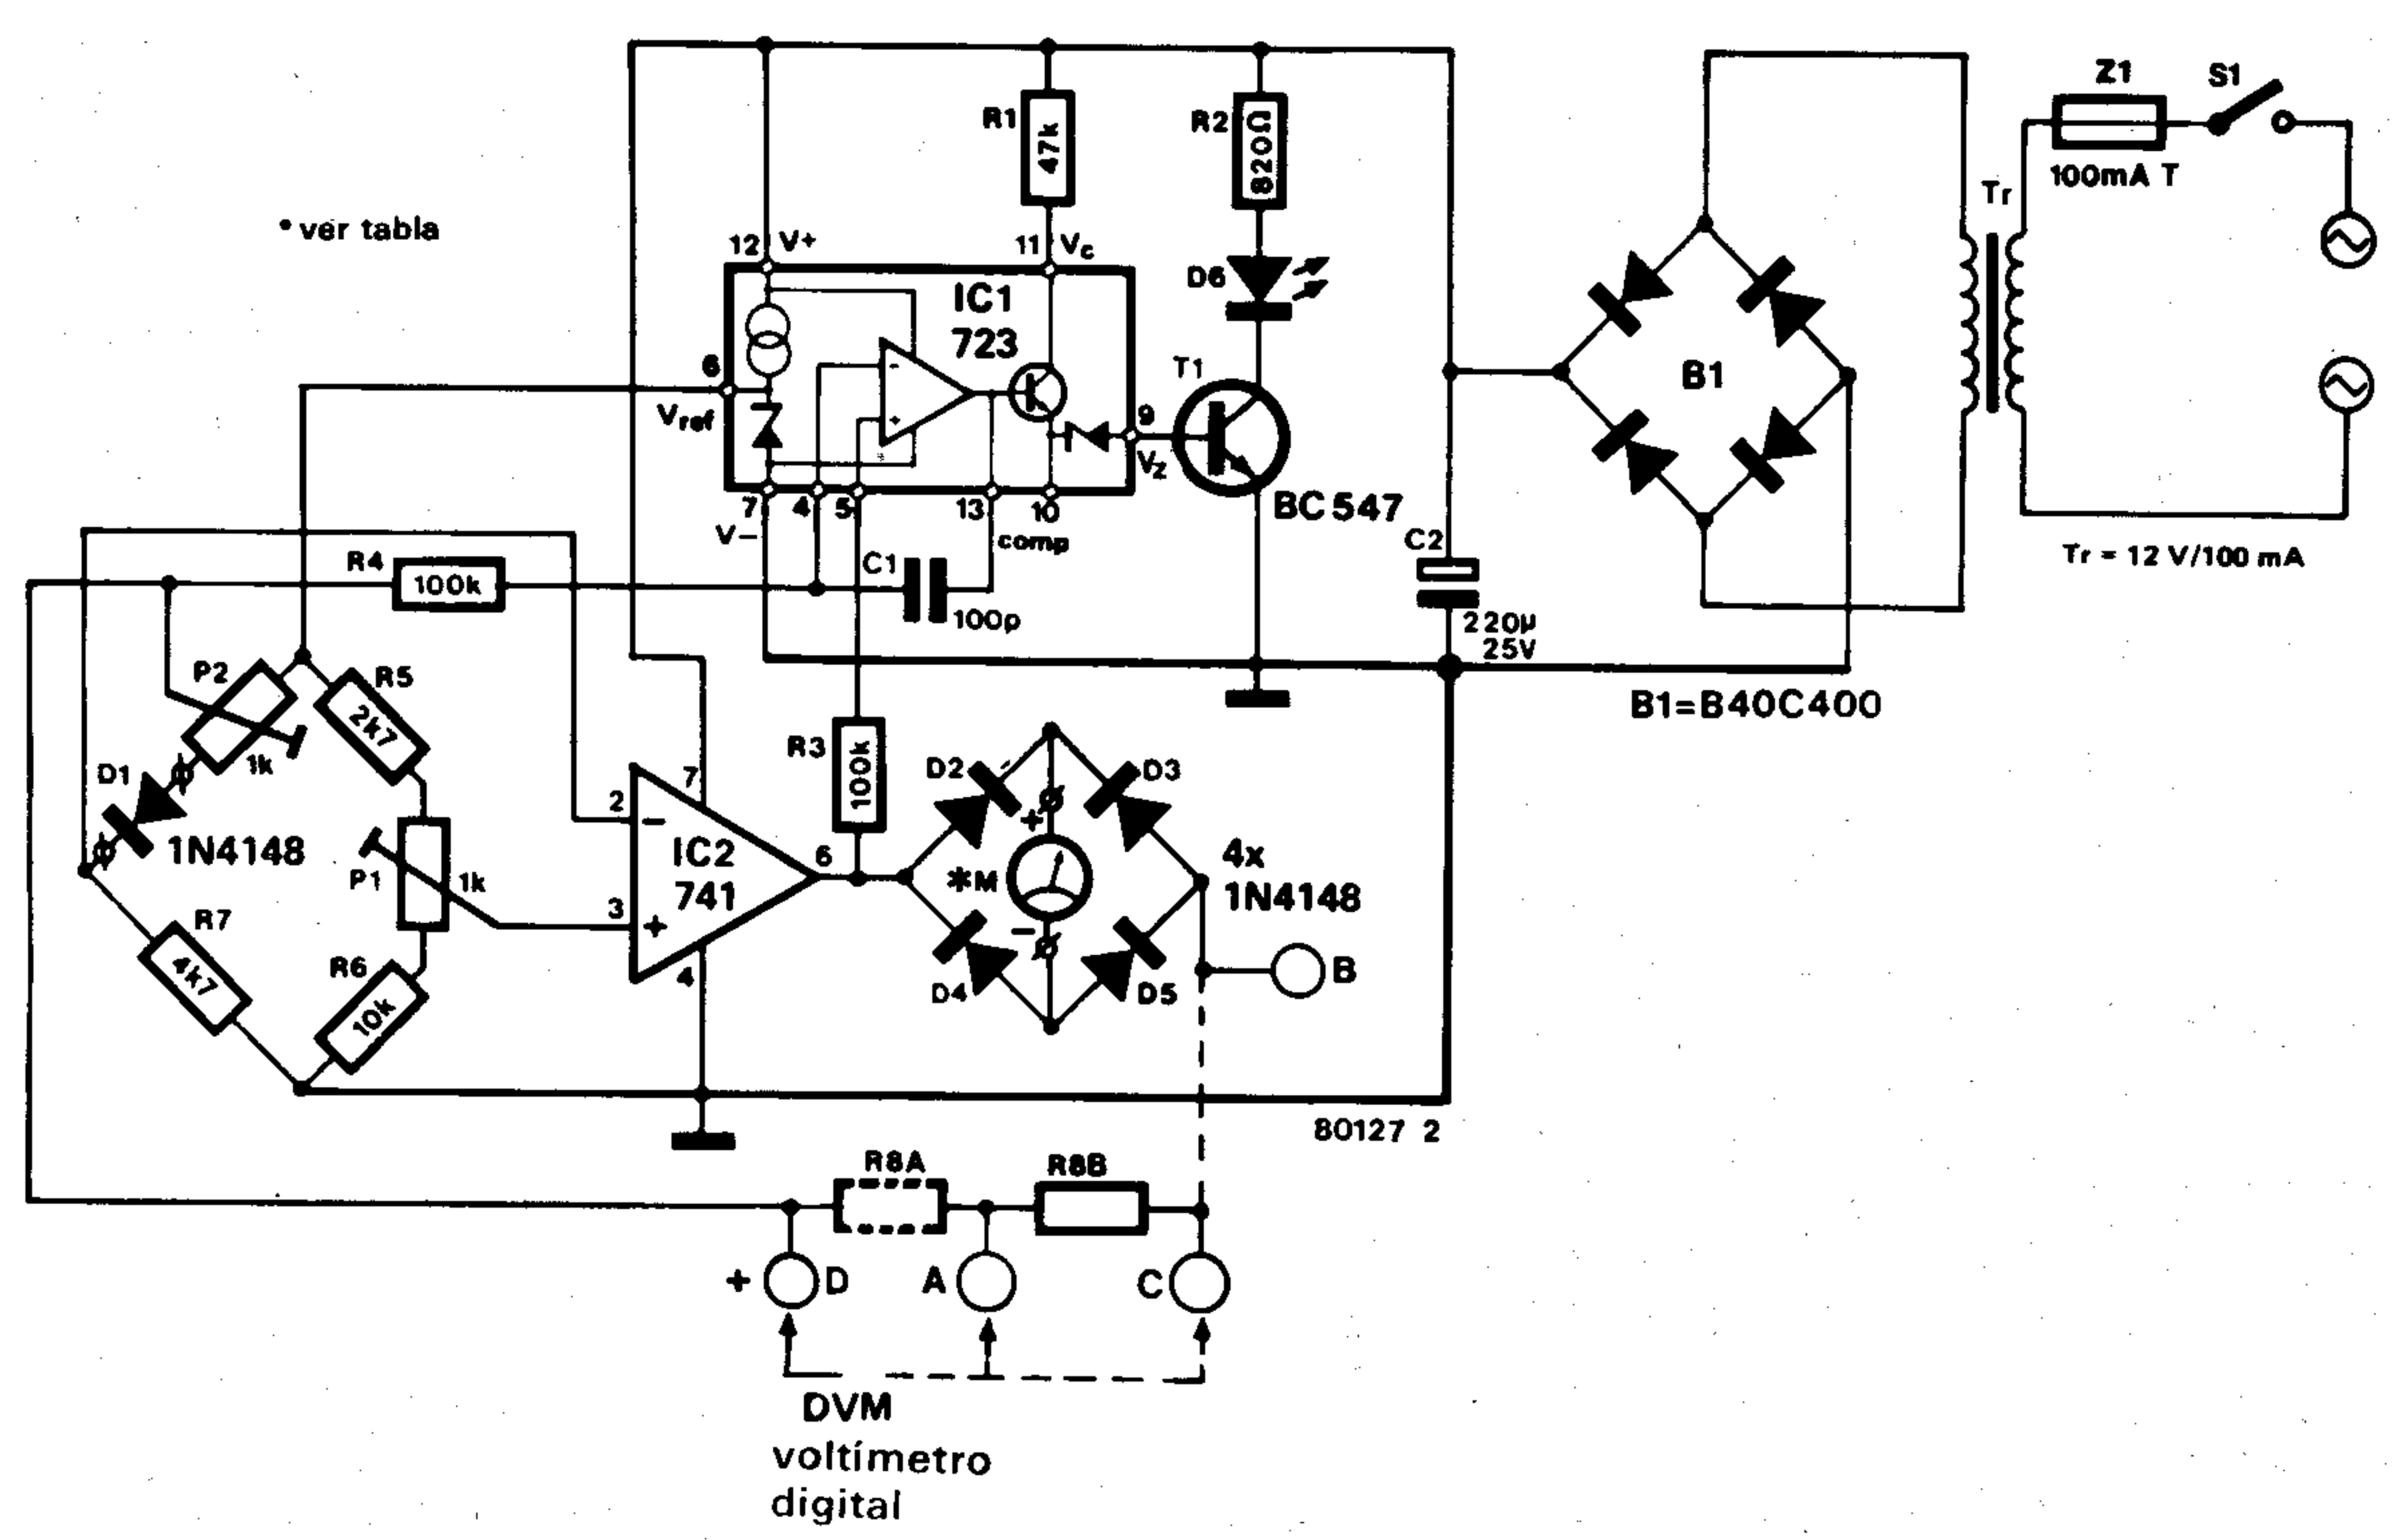 Z1
S1
100mA T
Tr
Tr = 12 V/100 mA
R1
47k
R2
820Ω
* ver tabla
12
V+
11
Vc
IC1
723
D6
T1
6
Vref
B1
9
Vz
-
+
7
4
5
13
10
V-
comp
BC547
C2
220µ
25V
R4
100k
C1
100p
B1=B40C400
P2
1k
R5
2k7
D1
1N4148
P1
1k
R7
4k7
R6
10k
R3
100k
2
7
-
IC2
741
6
3
+
4
D2
D3
+
*M
-
D4
D5
4x
1N4148
B
80127 2
R8A
R8B
+
D
A
C
DVM
voltímetro
digital